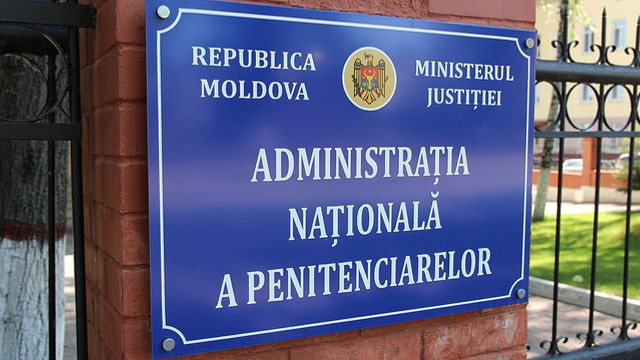 REPUBLICA
MOLDOVA
MINISTERUL
JUSTIȚIEI
ADMINISTRAȚIA
NAȚIONALĂ
A PENITENCIARELOR